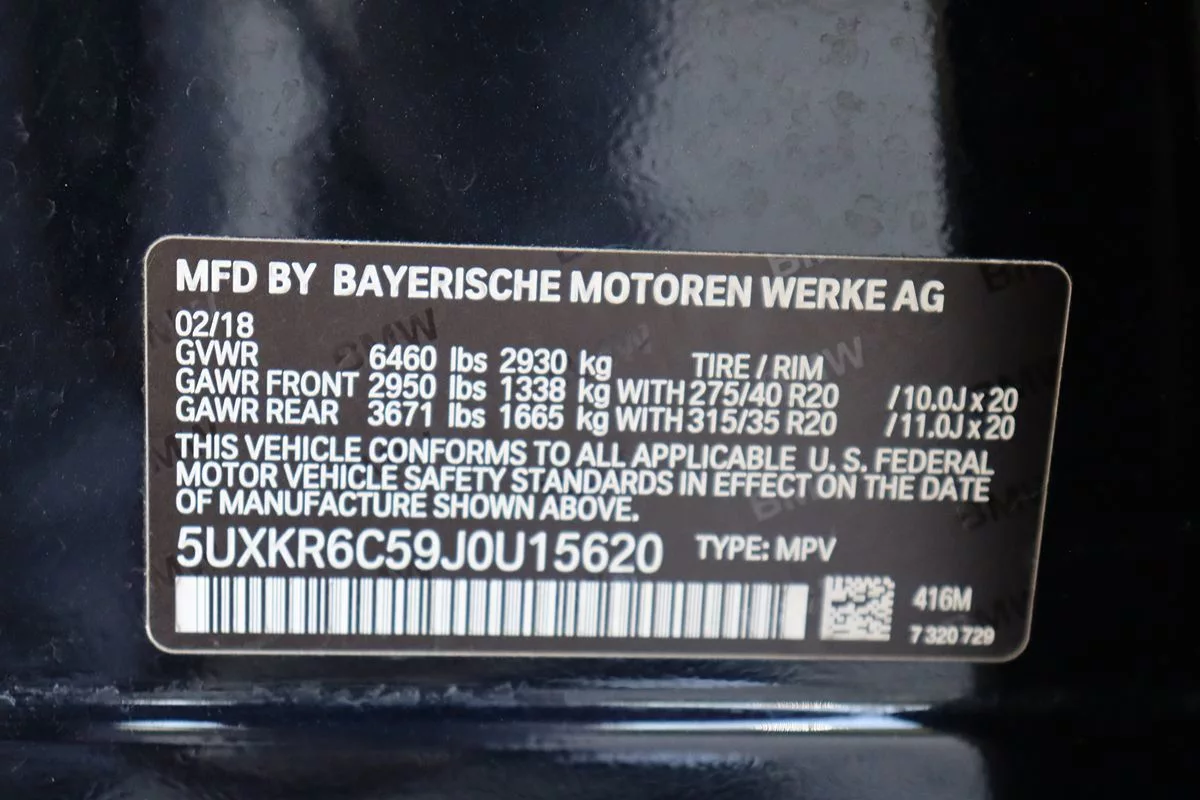 MFD BY BAYERISCHE MOTOREN WERKE AG
02/18
GVWR 6460 lbs 2930 kg TIRE / RIM
GAWR FRONT 2950 lbs 1338 kg WITH 275/40 R20 /10.0J x 20
GAWR REAR 3671 lbs 1665 kg WITH 315/35 R20 /11.0J x 20
THIS VEHICLE CONFORMS TO ALL APPLICABLE U. S. FEDERAL
MOTOR VEHICLE SAFETY STANDARDS IN EFFECT ON THE DATE
OF MANUFACTURE SHOWN ABOVE.
5UXKR6C59J0U15620 TYPE: MPV
416M
7 320 729